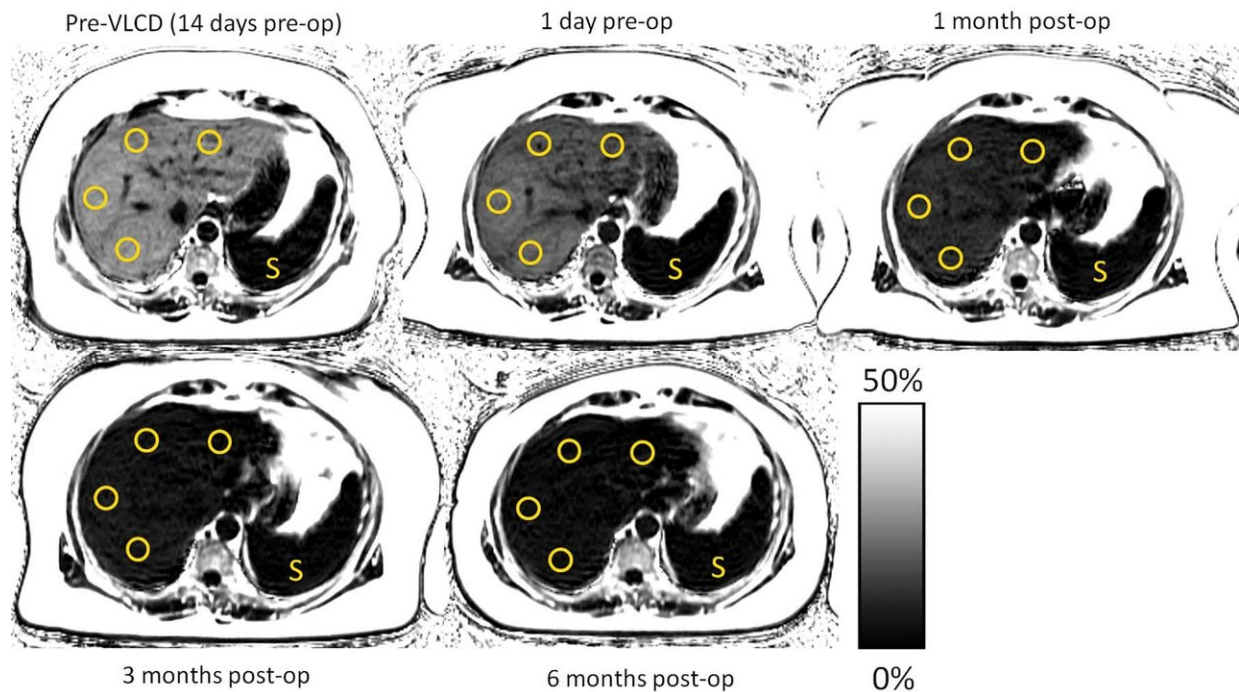 Pre-VLCD (14 days pre-op)
1 day pre-op
1 month post-op
S
S
S
50%
S
S
0%
3 months post-op
6 months post-op